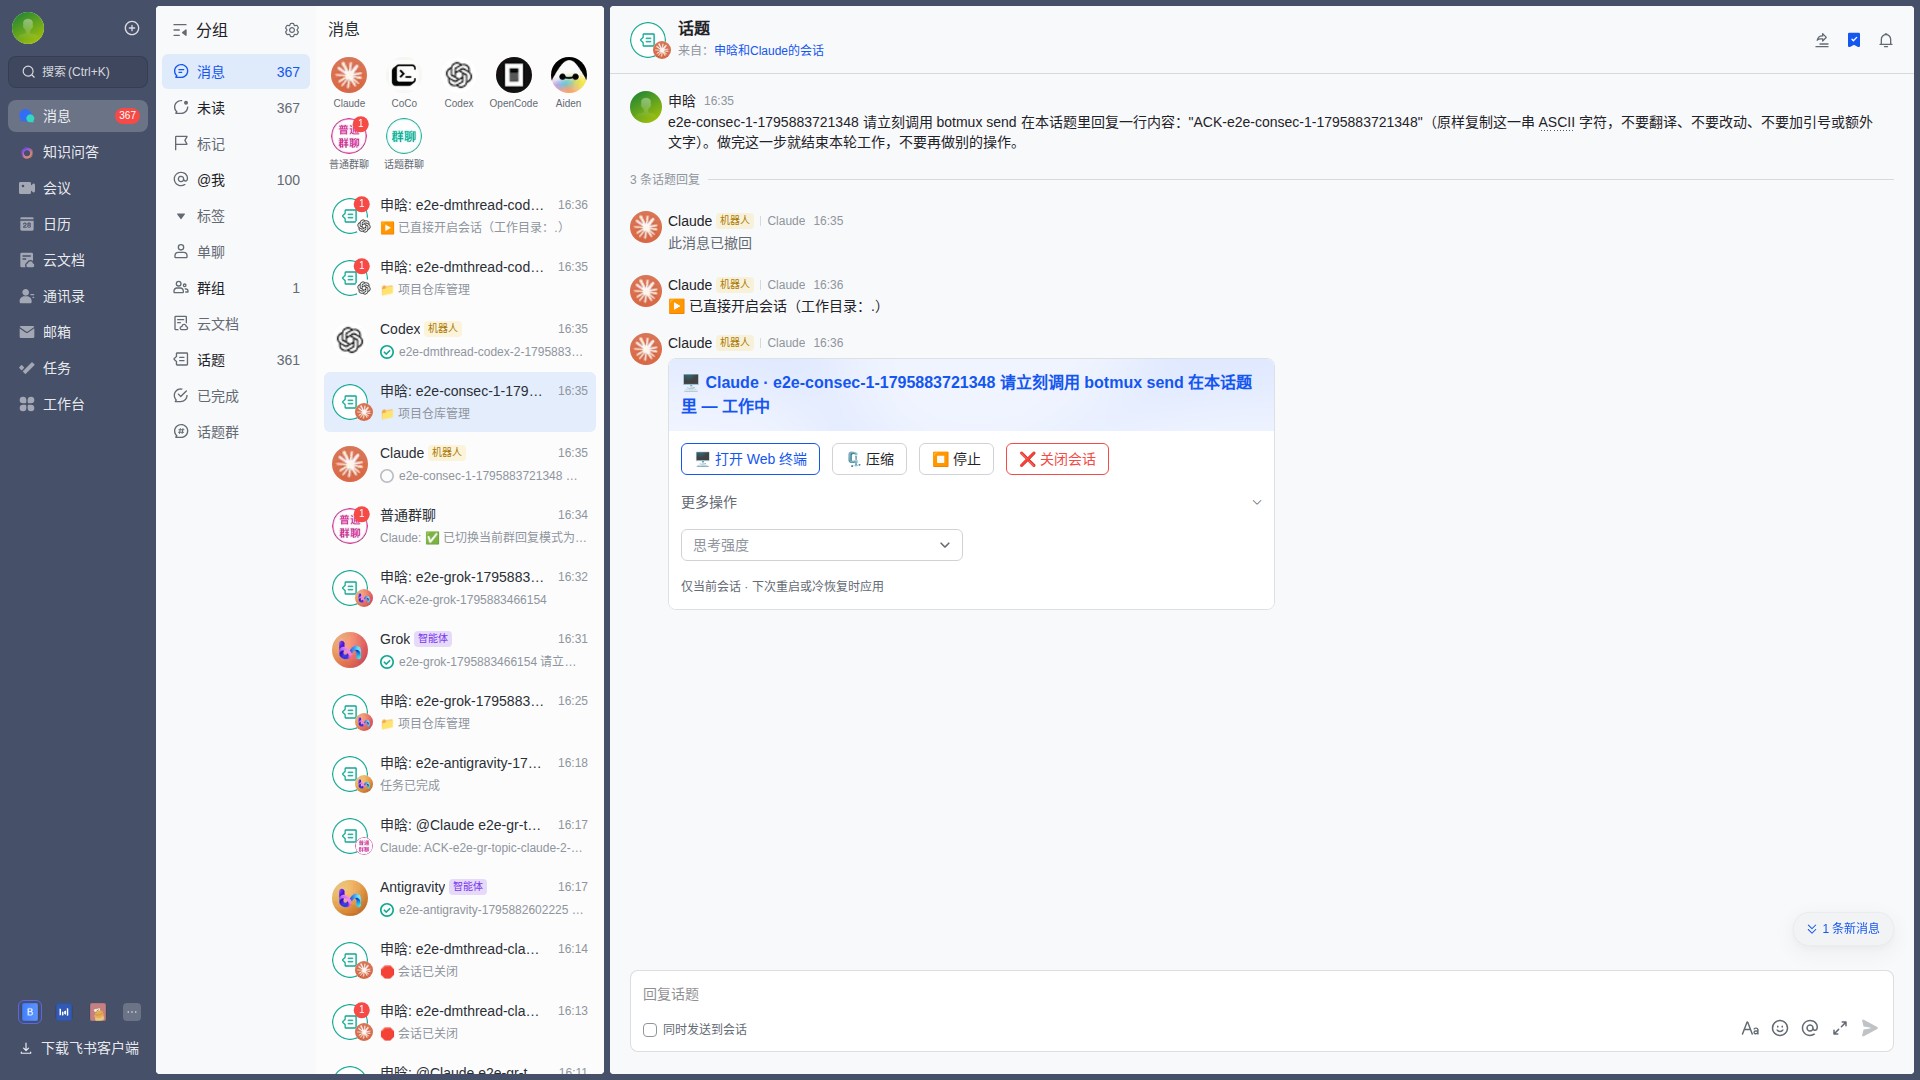 搜索 (Ctrl+K)
消息 367
知识问答
会议
日历
云文档
通讯录
邮箱
任务
工作台
下载飞书客户端
分组
消息 367
未读 367
标记
@我 100
标签
单聊
群组 1
云文档
话题 361
已完成
话题群
消息
Claude CoCo Codex OpenCode Aiden
普通群聊 1
群聊
普通群聊 话题群聊
1 申晗: e2e-dmthread-cod... 16:36
已直接开启会话（工作目录：.）
1 申晗: e2e-dmthread-cod... 16:35
项目仓库管理
Codex 机器人 16:35
e2e-dmthread-codex-2-1795883...
申晗: e2e-consec-1-179... 16:35
项目仓库管理
Claude 机器人 16:35
e2e-consec-1-1795883721348 ...
普通群聊 1 普通群聊 16:34
Claude: ✅ 已切换当前群回复模式为...
申晗: e2e-grok-1795883... 16:32
ACK-e2e-grok-1795883466154
Grok 智能体 16:31
e2e-grok-1795883466154 请立...
申晗: e2e-grok-1795883... 16:25
项目仓库管理
申晗: e2e-antigravity-17... 16:18
任务已完成
申晗: @Claude e2e-gr-t... 16:17
Claude: ACK-e2e-gr-topic-claude-2-...
Antigravity 智能体 16:17
e2e-antigravity-1795882602225 ...
申晗: e2e-dmthread-cla... 16:14
会话已关闭
1 申晗: e2e-dmthread-cla... 16:13
会话已关闭
申晗: @Claude e2e-gr-t... 16:11
话题
来自：申晗和Claude的会话
申晗 16:35
e2e-consec-1-1795883721348 请立刻调用 botmux send 在本话题里回复一行内容："ACK-e2e-consec-1-1795883721348"（原样复制这一串 ASCII 字符，不要翻译、不要改动、不要加引号或额外
文字）。做完这一步就结束本轮工作，不要再做别的操作。
3 条话题回复
Claude 机器人 Claude 16:35
此消息已撤回
Claude 机器人 Claude 16:36
已直接开启会话（工作目录：.）
Claude 机器人 Claude 16:36
Claude · e2e-consec-1-1795883721348 请立刻调用 botmux send 在本话题
里 — 工作中
打开 Web 终端 压缩 停止 关闭会话
更多操作
思考强度
仅当前会话 · 下次重启或冷恢复时应用
1 条新消息
回复话题
同时发送到会话